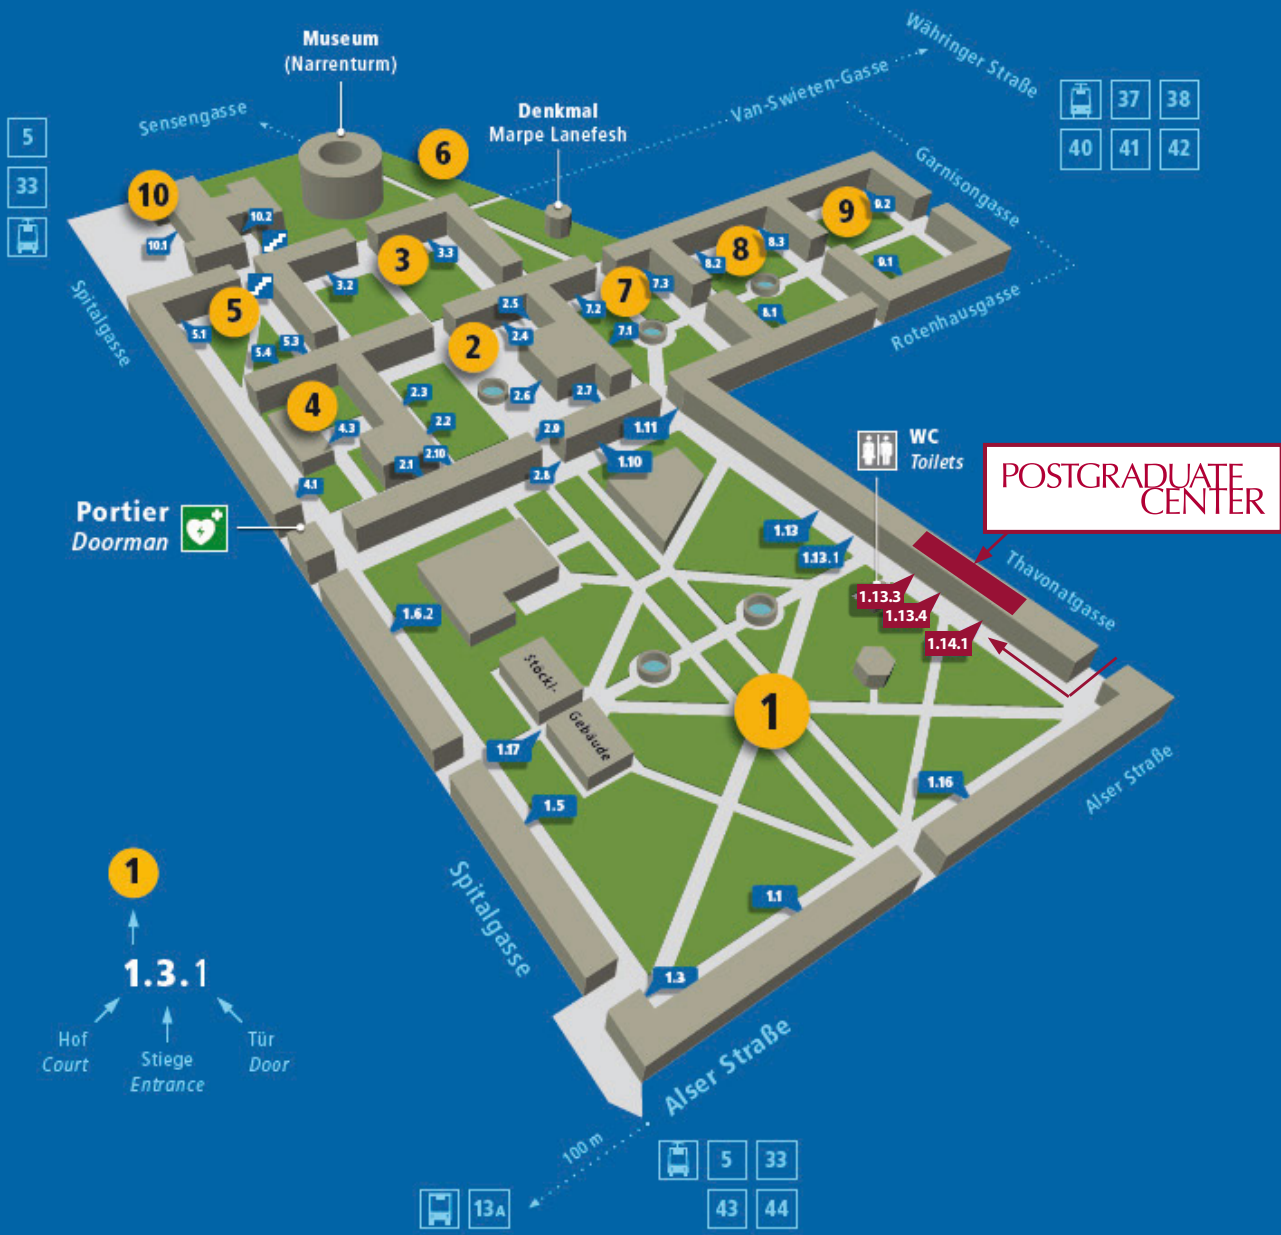 Museum
(Narrenturm)
Denkmal
Marpe Lanefesh
Sensengasse
Van-Swieten-Gasse
Währinger Straße
37
38
40
41
42
Garnisongasse
Rotenhausgasse
5
33
6
10
10.1
10.2
3
3.2
3.3
9
9.2
9.1
8
8.2
8.3
8.1
7
7.3
7.2
7.1
5
5.1
5.4
5.3
Spitalgasse
2
2.5
2.4
2.6
2.7
2.3
2.2
2.1
2.10
2.9
2.8
4
4.3
4.1
1.11
1.10
WC
Toilets
POSTGRADUATE
CENTER
Portier
Doorman
1.13
1.13.1
1.13.3
1.13.4
1.14.1
Thavonatgasse
1.6.2
Stöckl-
Gebäude
1
1.17
1.5
1.16
Alser Straße
1.1
1.3
Spitalgasse
Alser Straße
1
1.3.1
Hof
Court
Stiege
Entrance
Tür
Door
100 m
13A
5
33
43
44